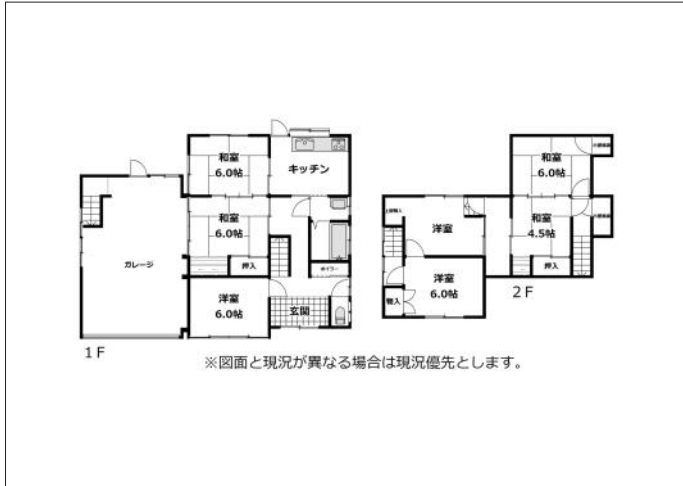 和室
6.0帖
キッチン
和室
6.0帖
押入
ガレージ
ボイラー
洋室
6.0帖
玄関
1F
和室
6.0帖
小屋裏
洋室
和室
4.5帖
押入
洋室
6.0帖
物入
2F
※図面と現況が異なる場合は現況優先とします。